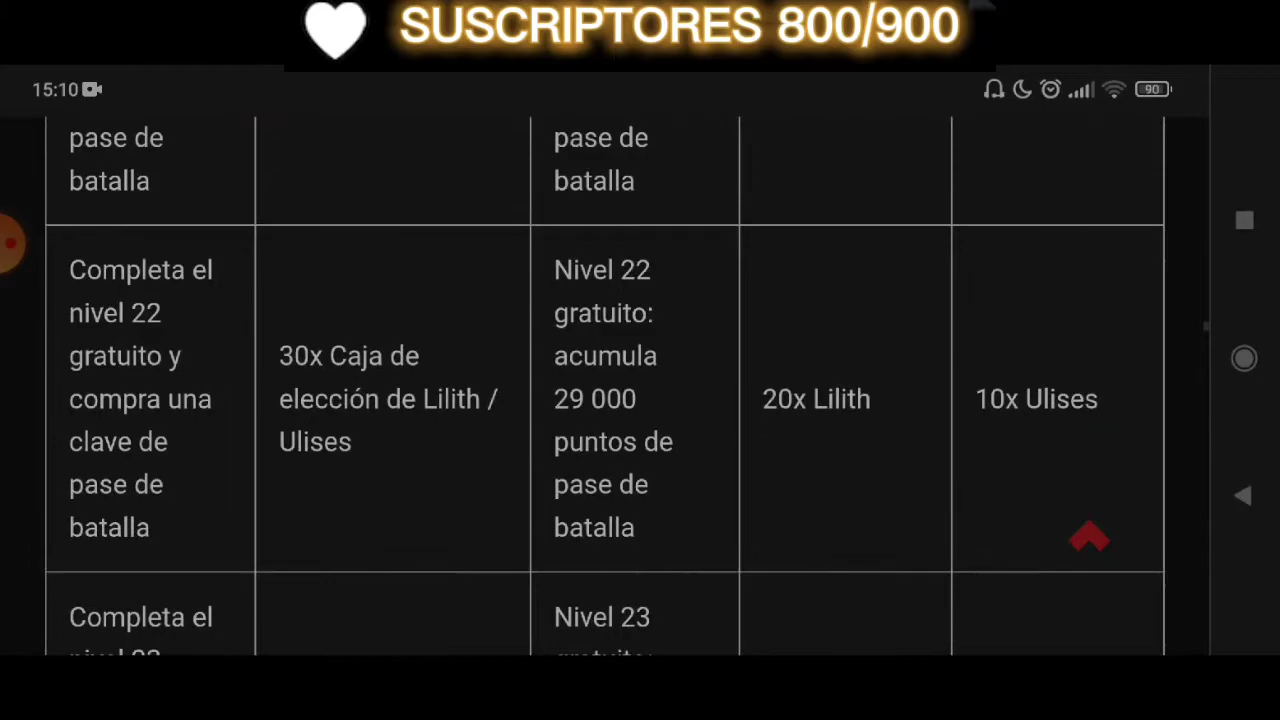 SUSCRIPTORES 800/900
15:10
90
pase de
batalla
pase de
batalla
Completa el
nivel 22
gratuito y
compra una
clave de
pase de
batalla
30x Caja de
elección de Lilith /
Ulises
Nivel 22
gratuito:
acumula
29 000
puntos de
pase de
batalla
20x Lilith
10x Ulises
Completa el
Nivel 23